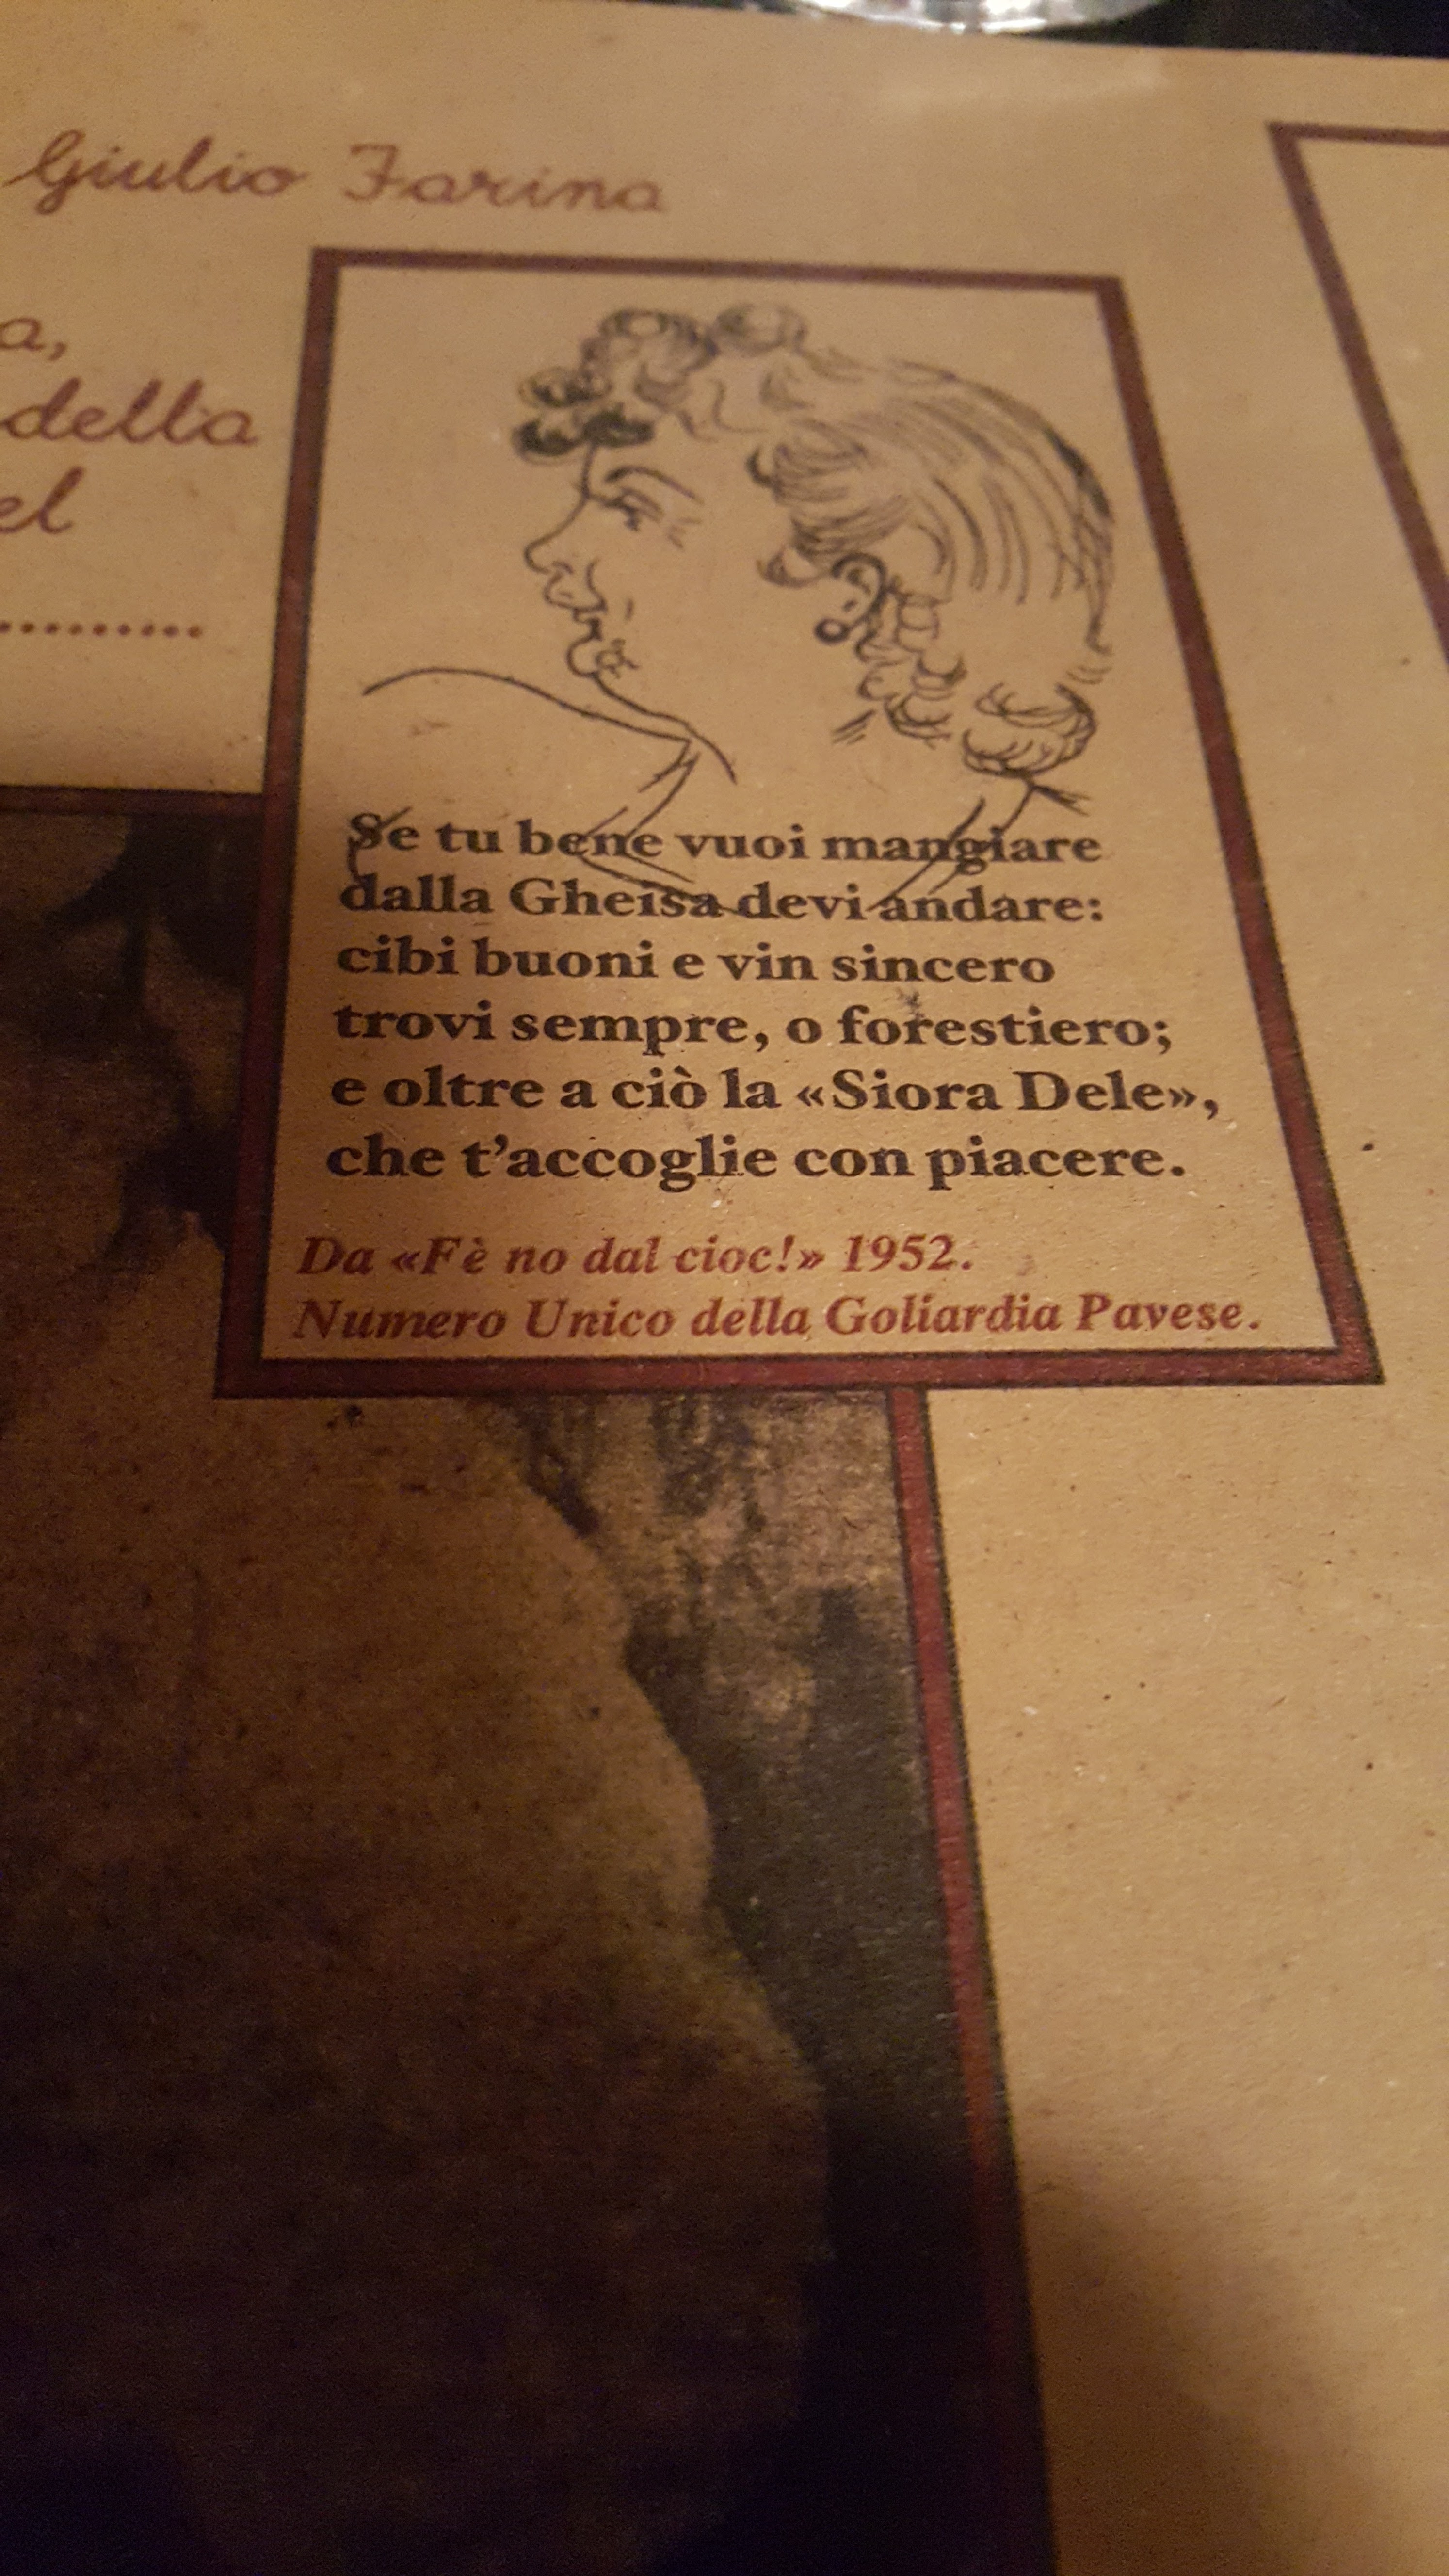 Giulio Farina
della
el
Se tu bene vuoi mangiare
dalla Gheisa devi andare:
cibi buoni e vin sincero
trovi sempre, o forestiero;
e oltre a ciò la «Siora Dele»,
che t'accoglie con piacere.
Da «Fè no dal cioc!» 1952.
Numero Unico della Goliardia Pavese.